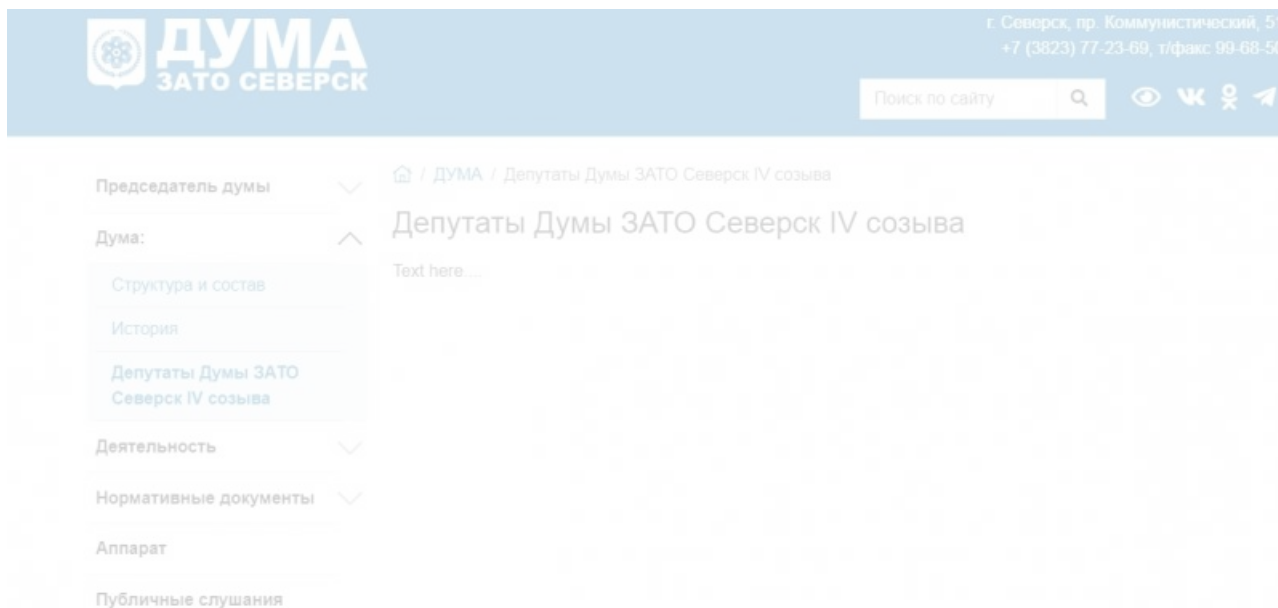 ДУМА
ЗАТО СЕВЕРСК
г. Северск, пр. Коммунистический, 51
+7 (3823) 77-23-69, т/факс 99-68-5
Поиск по сайту
Председатель думы
Дума:
Структура и состав
История
Депутаты Думы ЗАТО
Северск IV созыва
Деятельность
Нормативные документы
Аппарат
Публичные слушания
/ ДУМА / Депутаты Думы ЗАТО Северск IV созыва
Депутаты Думы ЗАТО Северск IV созыва
Text here....